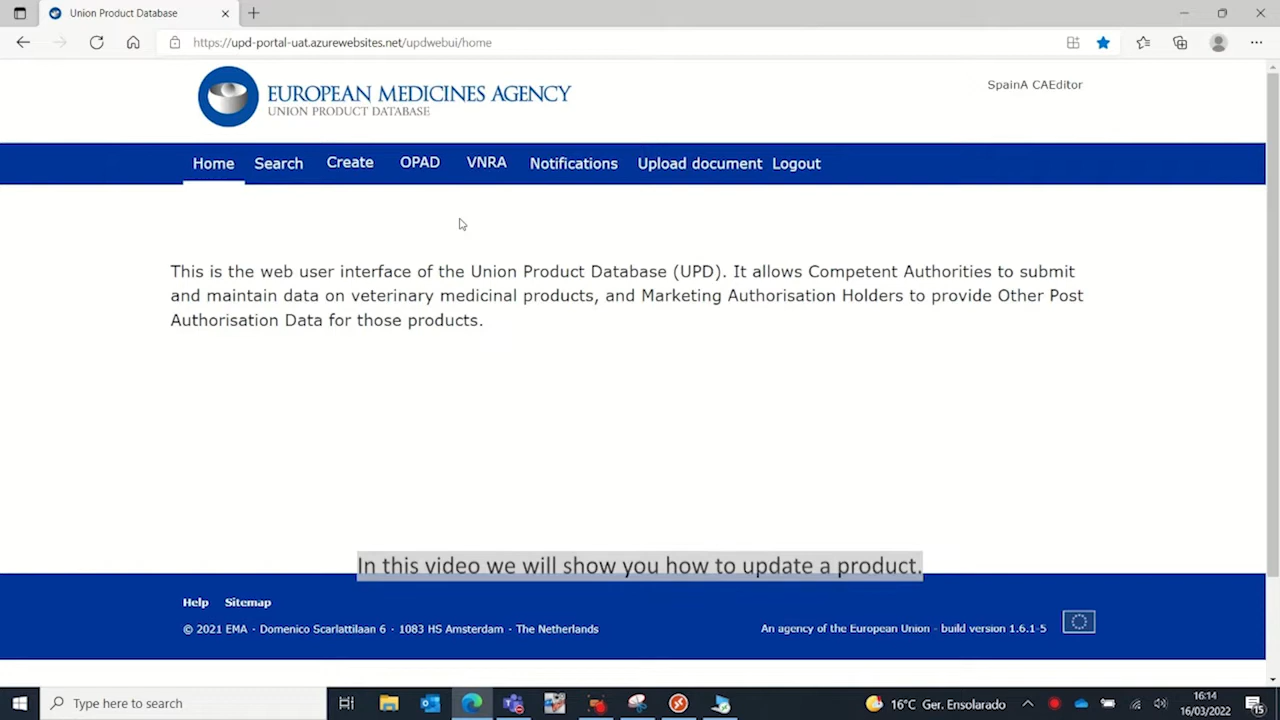 Union Product Database
https://upd-portal-uat.azurewebsites.net/updwebui/home
EUROPEAN MEDICINES AGENCY
UNION PRODUCT DATABASE
SpainA CAEditor
Home Search Create OPAD VNRA Notifications Upload document Logout
This is the web user interface of the Union Product Database (UPD). It allows Competent Authorities to submit
and maintain data on veterinary medicinal products, and Marketing Authorisation Holders to provide Other Post
Authorisation Data for those products.
In this video we will show you how to update a product.
Help Sitemap
© 2021 EMA - Domenico Scarlattilaan 6 - 1083 HS Amsterdam - The Netherlands
An agency of the European Union - build version 1.6.1-5
Type here to search
16°C Ger. Ensolarado
16:14
16/03/2022
15